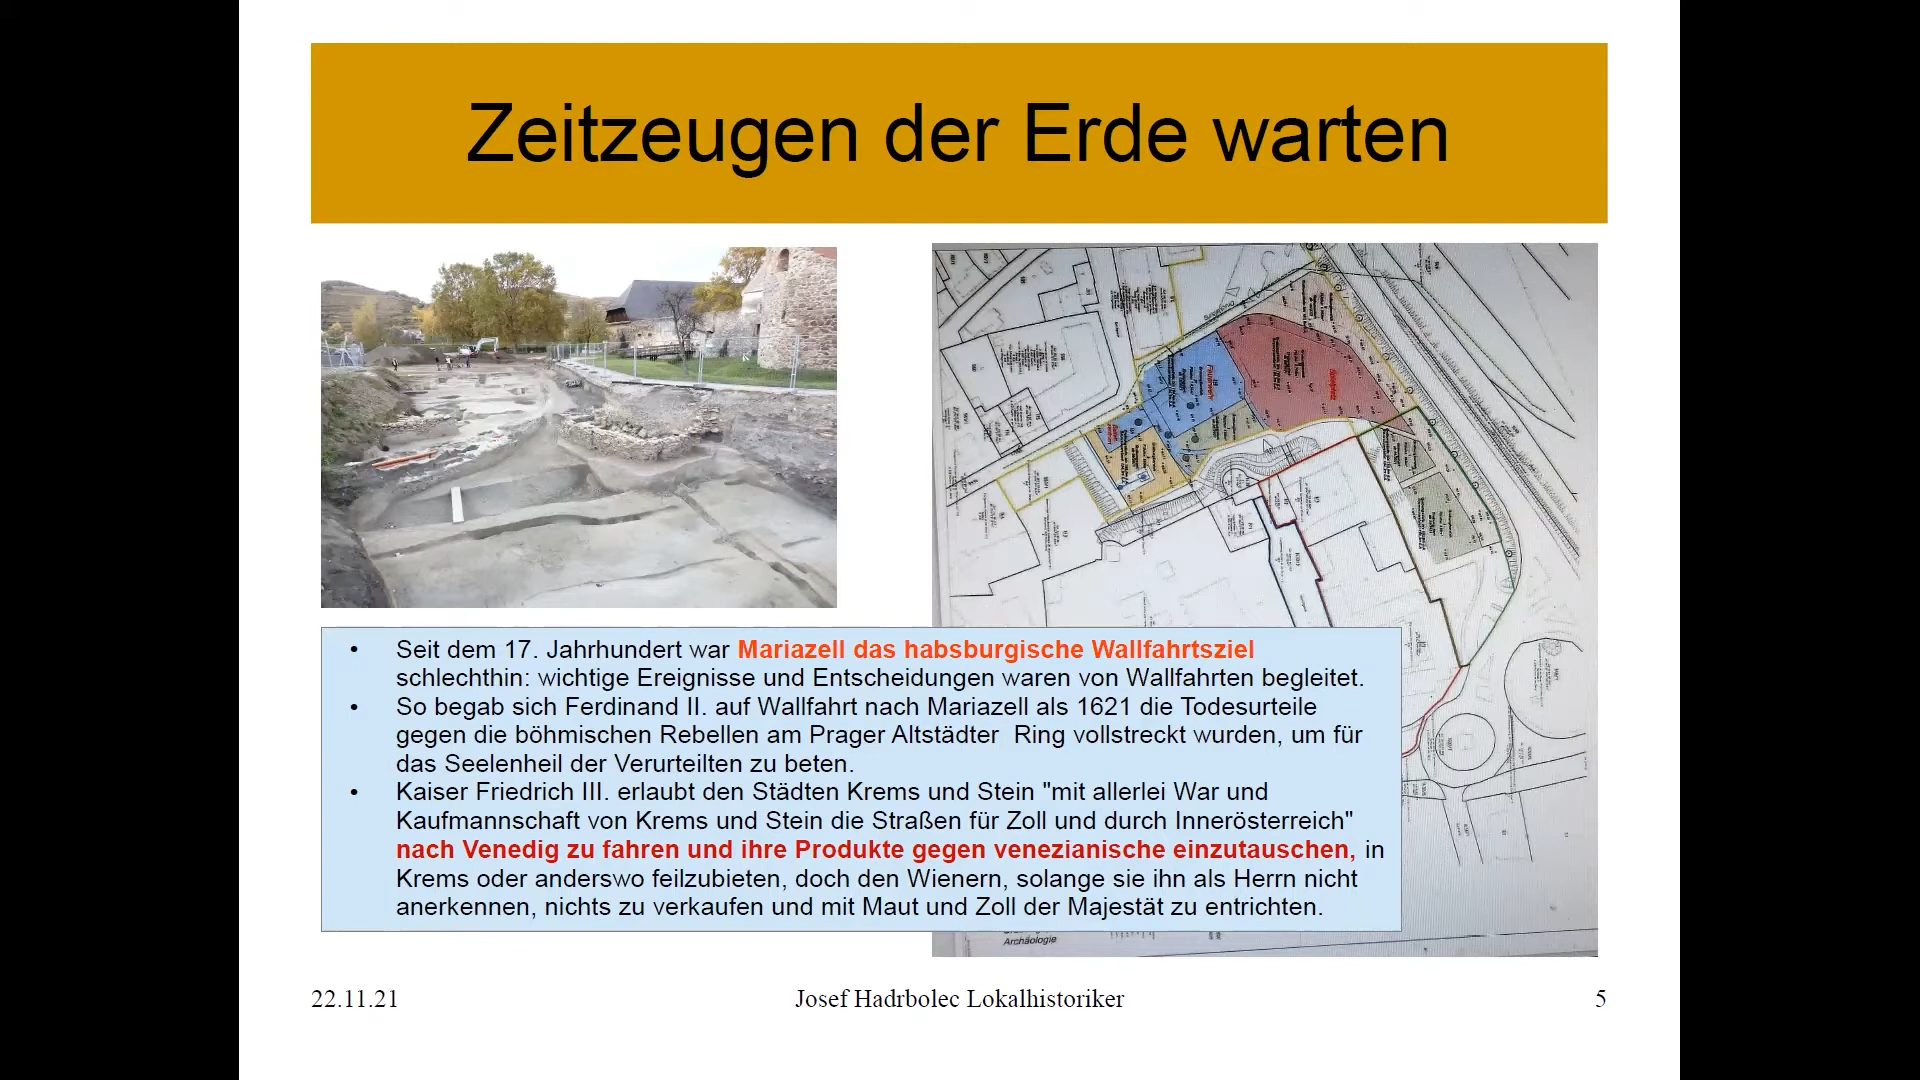 Zeitzeugen der Erde warten
Feuerwehr
Spielplatz
• Seit dem 17. Jahrhundert war Mariazell das habsburgische Wallfahrtsziel
schlechthin: wichtige Ereignisse und Entscheidungen waren von Wallfahrten begleitet.
• So begab sich Ferdinand II. auf Wallfahrt nach Mariazell als 1621 die Todesurteile
gegen die böhmischen Rebellen am Prager Altstädter Ring vollstreckt wurden, um für
das Seelenheil der Verurteilten zu beten.
• Kaiser Friedrich III. erlaubt den Städten Krems und Stein "mit allerlei War und
Kaufmannschaft von Krems und Stein die Straßen für Zoll und durch Innerösterreich"
nach Venedig zu fahren und ihre Produkte gegen venezianische einzutauschen, in
Krems oder anderswo feilzubieten, doch den Wienern, solange sie ihn als Herrn nicht
anerkennen, nichts zu verkaufen und mit Maut und Zoll der Majestät zu entrichten.
Archäologie
22.11.21
Josef Hadrbolec Lokalhistoriker
5